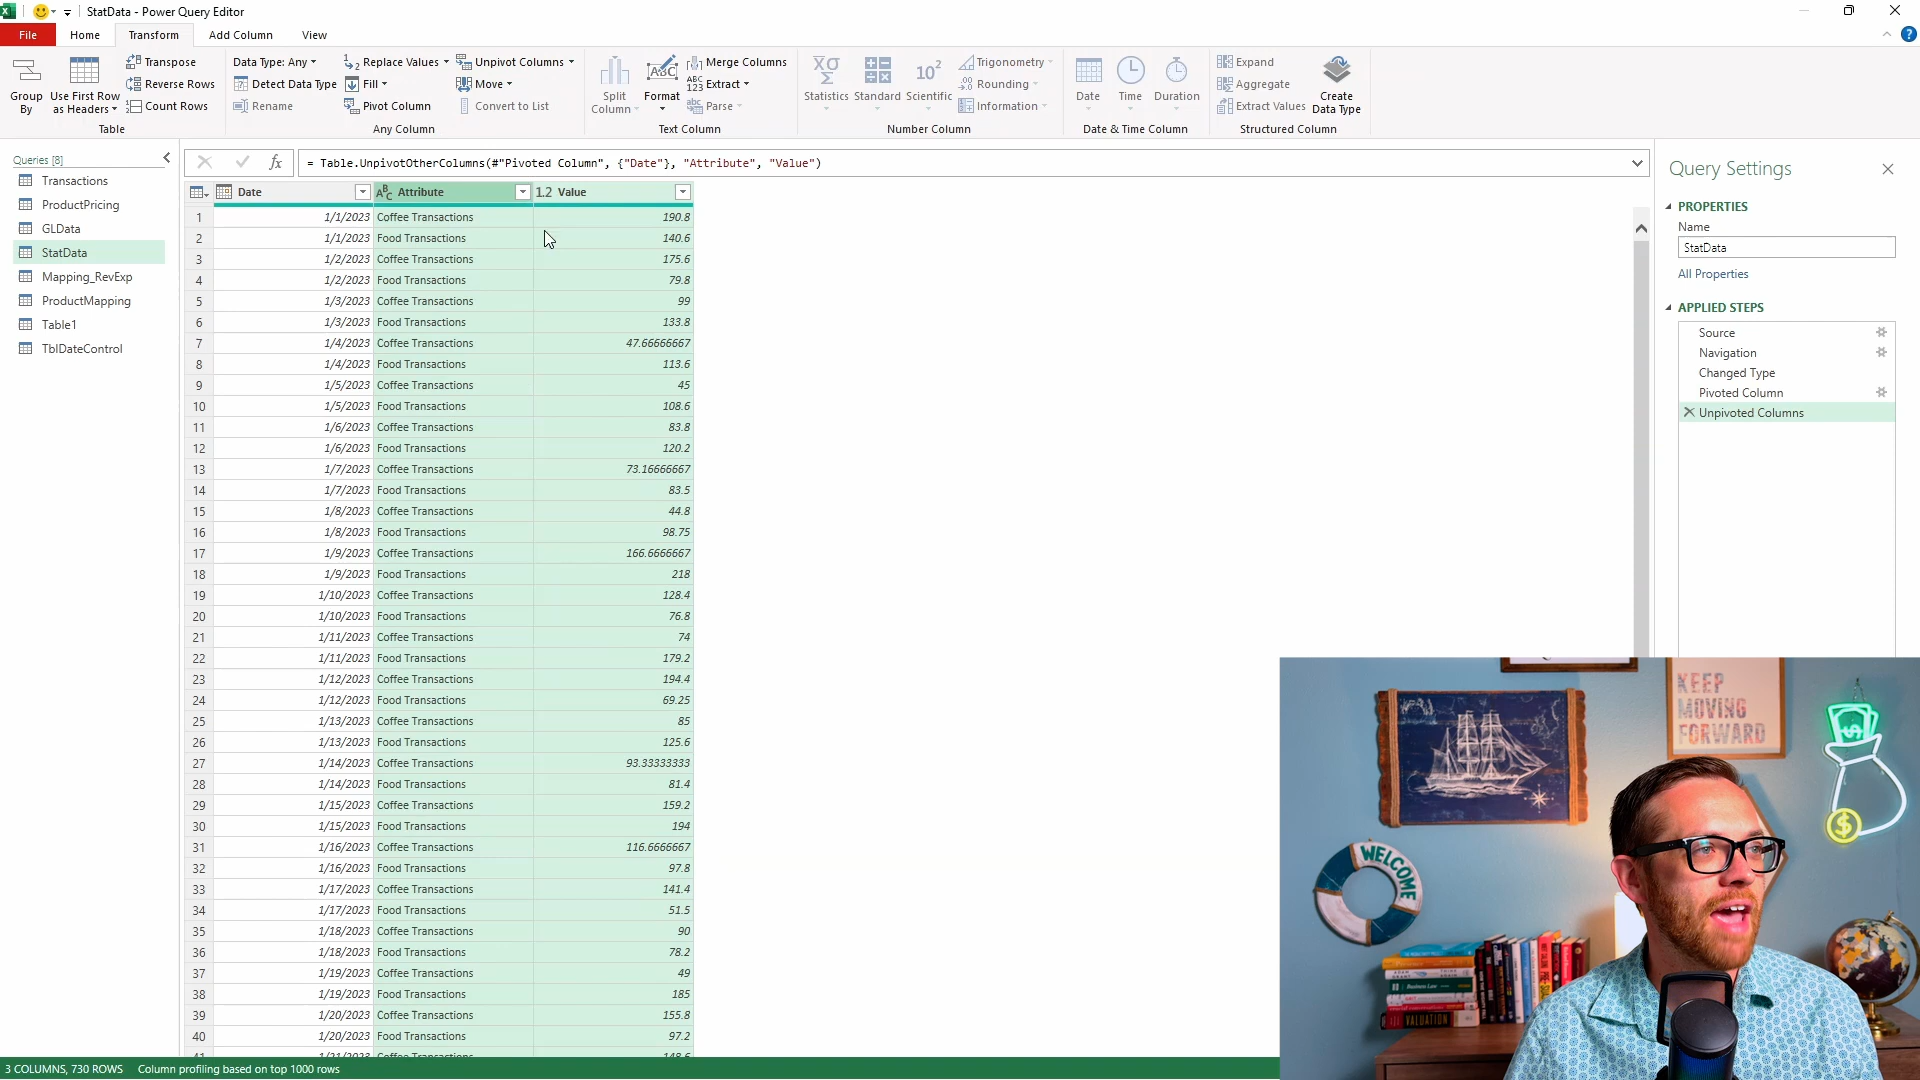 StatData - Power Query Editor
File Home Transform Add Column View
Group By
Use First Row as Headers
Transpose
Reverse Rows
Count Rows
Table
Data Type: Any
Detect Data Type
Rename
Replace Values
Fill
Pivot Column
Unpivot Columns
Move
Convert to List
Any Column
Split Column
Format
Merge Columns
Extract
Parse
Text Column
Statistics
Standard
Scientific
Trigonometry
Rounding
Information
Number Column
Date
Time
Duration
Date & Time Column
Expand
Aggregate
Extract Values
Create Data Type
Structured Column
Queries [8]
Transactions
ProductPricing
GLData
StatData
Mapping_RevExp
ProductMapping
Table1
TblDateControl
fx = Table.UnpivotOtherColumns(#"Pivoted Column", {"Date"}, "Attribute", "Value")
Date ABC Attribute 1.2 Value
1 1/1/2023 Coffee Transactions 190.8
2 1/1/2023 Food Transactions 140.6
3 1/2/2023 Coffee Transactions 175.6
4 1/2/2023 Food Transactions 79.8
5 1/3/2023 Coffee Transactions 99
6 1/3/2023 Food Transactions 133.8
7 1/4/2023 Coffee Transactions 47.66666667
8 1/4/2023 Food Transactions 113.6
9 1/5/2023 Coffee Transactions 45
10 1/5/2023 Food Transactions 108.6
11 1/6/2023 Coffee Transactions 83.8
12 1/6/2023 Food Transactions 120.2
13 1/7/2023 Coffee Transactions 73.16666667
14 1/7/2023 Food Transactions 83.5
15 1/8/2023 Coffee Transactions 44.8
16 1/8/2023 Food Transactions 98.75
17 1/9/2023 Coffee Transactions 166.6666667
18 1/9/2023 Food Transactions 218
19 1/10/2023 Coffee Transactions 128.4
20 1/10/2023 Food Transactions 76.8
21 1/11/2023 Coffee Transactions 74
22 1/11/2023 Food Transactions 179.2
23 1/12/2023 Coffee Transactions 194.4
24 1/12/2023 Food Transactions 69.25
25 1/13/2023 Coffee Transactions 85
26 1/13/2023 Food Transactions 125.6
27 1/14/2023 Coffee Transactions 93.33333333
28 1/14/2023 Food Transactions 81.4
29 1/15/2023 Coffee Transactions 159.2
30 1/15/2023 Food Transactions 194
31 1/16/2023 Coffee Transactions 116.6666667
32 1/16/2023 Food Transactions 97.8
33 1/17/2023 Coffee Transactions 141.4
34 1/17/2023 Food Transactions 51.5
35 1/18/2023 Coffee Transactions 90
36 1/18/2023 Food Transactions 78.2
37 1/19/2023 Coffee Transactions 49
38 1/19/2023 Food Transactions 185
39 1/20/2023 Coffee Transactions 155.8
40 1/20/2023 Food Transactions 97.2
41 1/21/2023 Coffee Transactions 148.6
3 COLUMNS, 730 ROWS Column profiling based on top 1000 rows
Query Settings
PROPERTIES
Name
StatData
All Properties
APPLIED STEPS
Source
Navigation
Changed Type
Pivoted Column
Unpivoted Columns
KEEP
MOVING
FORWARD
WELCOME
THINK AGAIN
Business Law
VALUATION